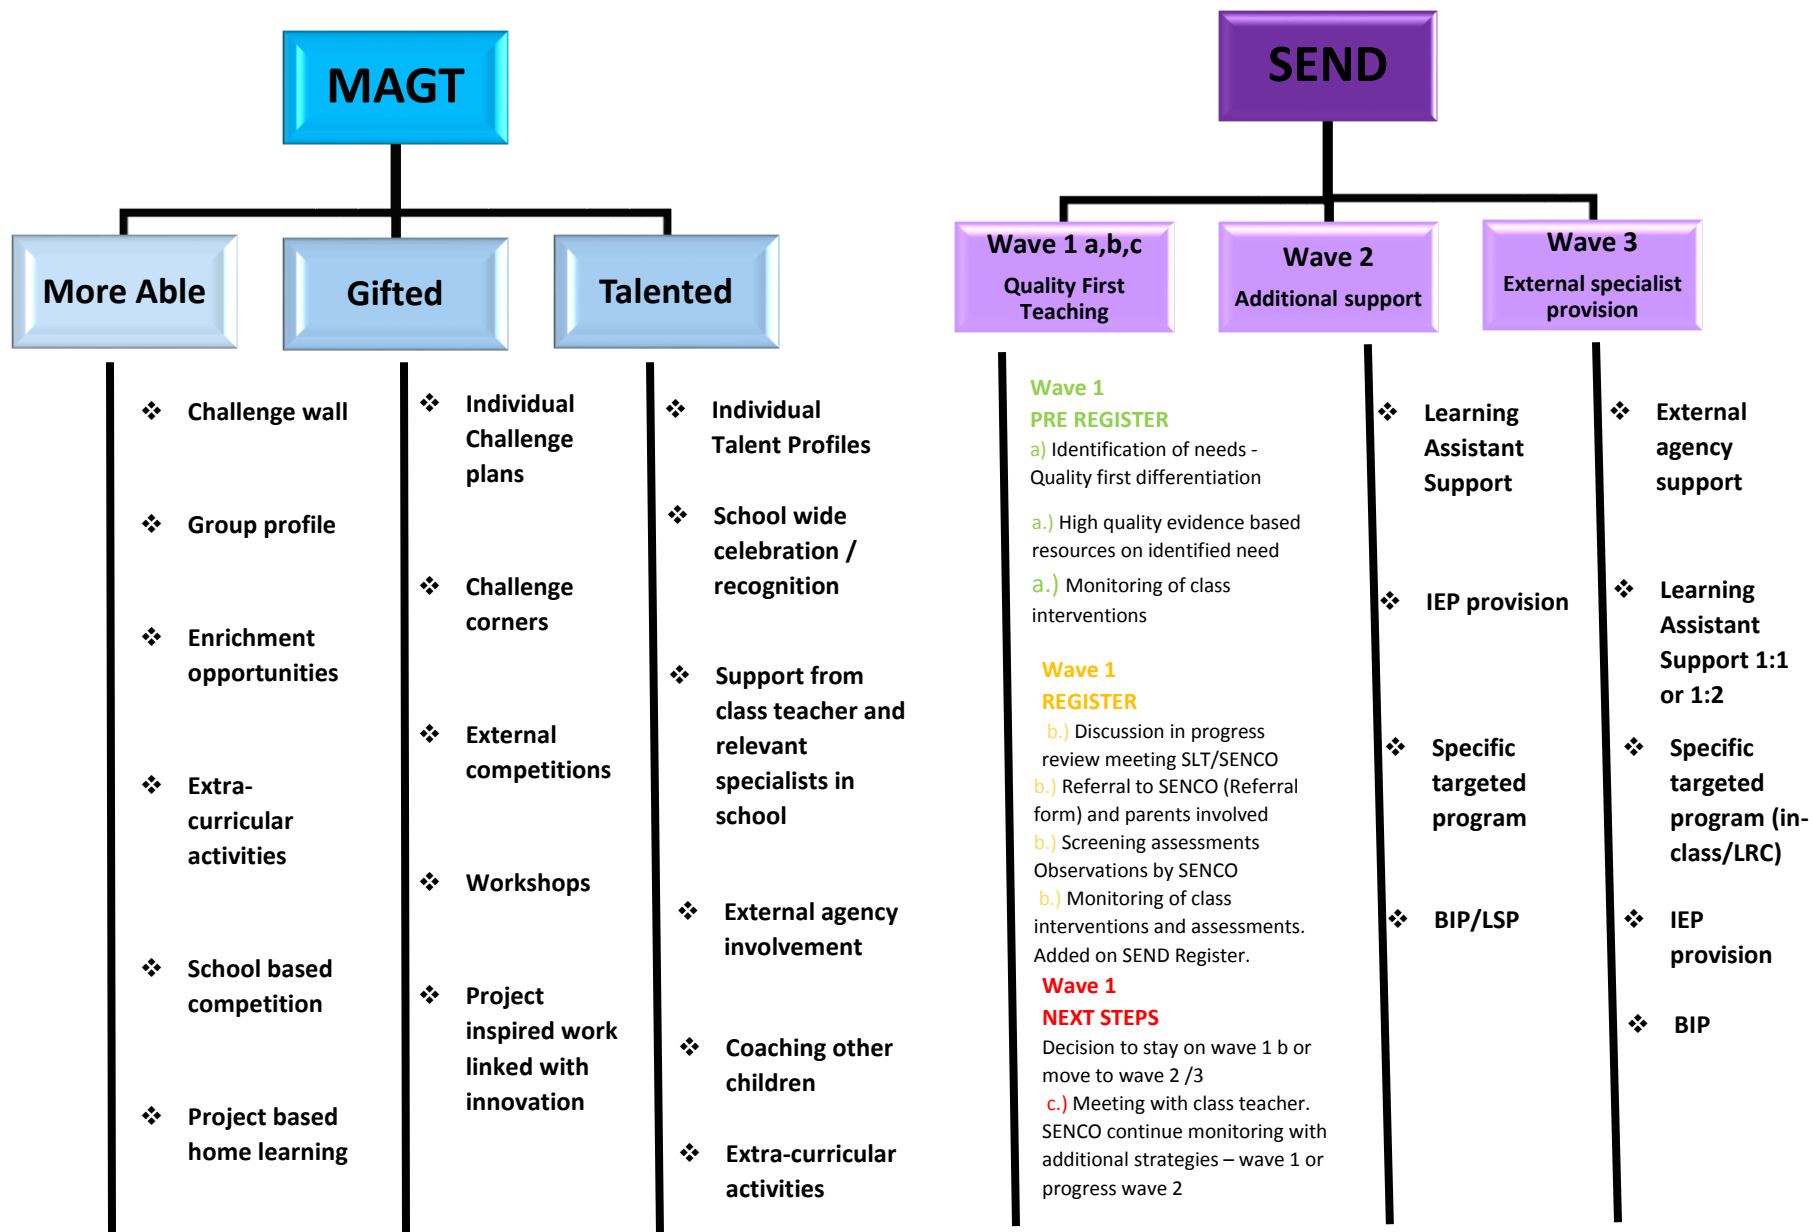 MAGT
More Able
Gifted
Talented
❖ Challenge wall
❖ Group profile
❖ Enrichment
opportunities
❖ Extra-
curricular
activities
❖ School based
competition
❖ Project based
home learning
❖ Individual
Challenge
plans
❖ Challenge
corners
❖ External
competitions
❖ Workshops
❖ Project
inspired work
linked with
innovation
❖ Individual
Talent Profiles
❖ School wide
celebration /
recognition
❖ Support from
class teacher and
relevant
specialists in
school
❖ External agency
involvement
❖ Coaching other
children
❖ Extra-curricular
activities
SEND
Wave 1 a,b,c
Quality First
Teaching
Wave 2
Additional support
Wave 3
External specialist
provision
Wave 1
PRE REGISTER
a) Identification of needs -
Quality first differentiation
a.) High quality evidence based
resources on identified need
a.) Monitoring of class
interventions
Wave 1
REGISTER
b.) Discussion in progress
review meeting SLT/SENCO
b.) Referral to SENCO (Referral
form) and parents involved
b.) Screening assessments
Observations by SENCO
b.) Monitoring of class
interventions and assessments.
Added on SEND Register.
Wave 1
NEXT STEPS
Decision to stay on wave 1 b or
move to wave 2 /3
c.) Meeting with class teacher.
SENCO continue monitoring with
additional strategies – wave 1 or
progress wave 2
❖ Learning
Assistant
Support
❖ IEP provision
❖ Specific
targeted
program
❖ BIP/LSP
❖ External
agency
support
❖ Learning
Assistant
Support 1:1
or 1:2
❖ Specific
targeted
program (in-
class/LRC)
❖ IEP
provision
❖ BIP